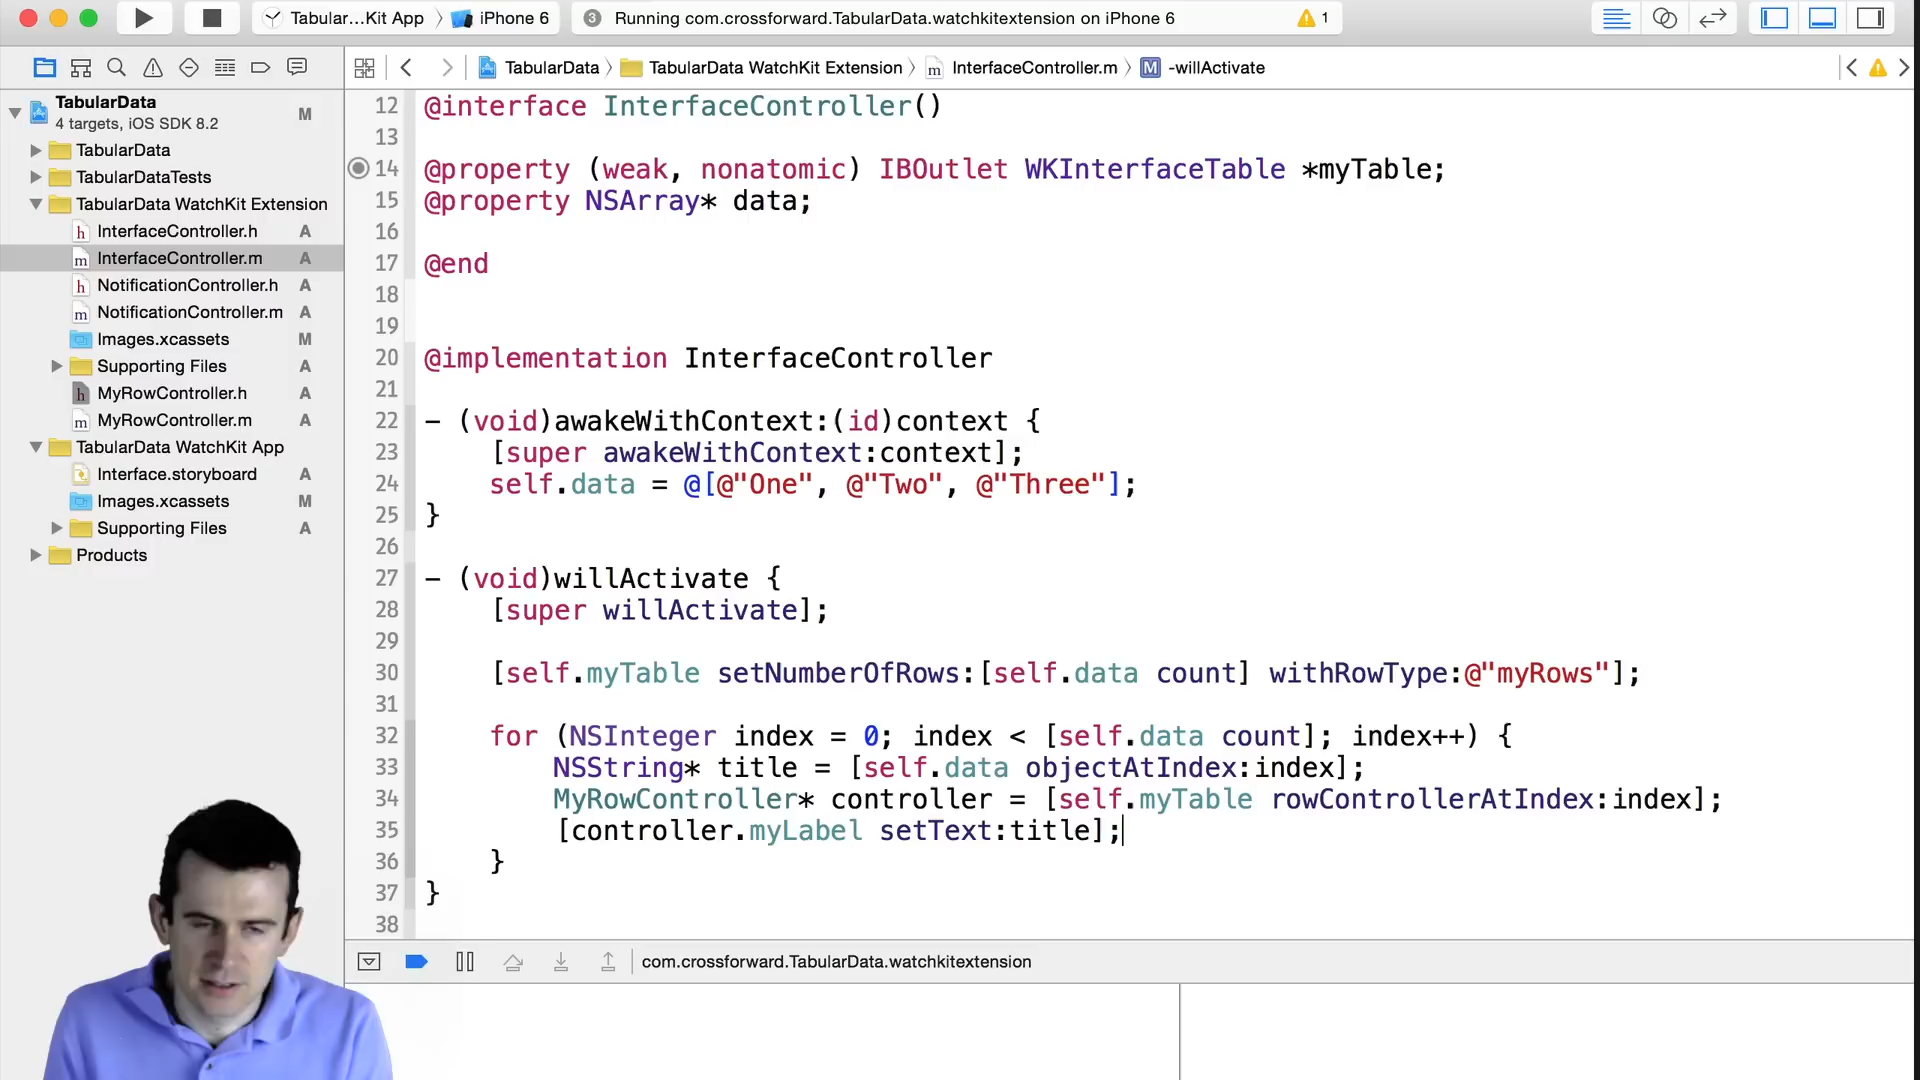 Tabular...Kit App
iPhone 6
3
Running com.crossforward.TabularData.watchkitextension on iPhone 6
1
TabularData
TabularData WatchKit Extension
m
InterfaceController.m
M
-willActivate
TabularData M
4 targets, iOS SDK 8.2
TabularData
TabularDataTests
TabularData WatchKit Extension
h InterfaceController.h A
m InterfaceController.m A
h NotificationController.h A
m NotificationController.m A
Images.xcassets M
Supporting Files A
h MyRowController.h A
m MyRowController.m A
TabularData WatchKit App
Interface.storyboard A
Images.xcassets M
Supporting Files A
Products
12 @interface InterfaceController()
13
14 @property (weak, nonatomic) IBOutlet WKInterfaceTable *myTable;
15 @property NSArray* data;
16
17 @end
18
19
20 @implementation InterfaceController
21
22 - (void)awakeWithContext:(id)context {
23 [super awakeWithContext:context];
24 self.data = @[@"One", @"Two", @"Three"];
25 }
26
27 - (void)willActivate {
28 [super willActivate];
29
30 [self.myTable setNumberOfRows:[self.data count] withRowType:@"myRows"];
31
32 for (NSInteger index = 0; index < [self.data count]; index++) {
33 NSString* title = [self.data objectAtIndex:index];
34 MyRowController* controller = [self.myTable rowControllerAtIndex:index];
35 [controller.myLabel setText:title];
36 }
37 }
38
com.crossforward.TabularData.watchkitextension